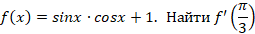 f(x) = sinx · cosx + 1. Найти f′(π/3)